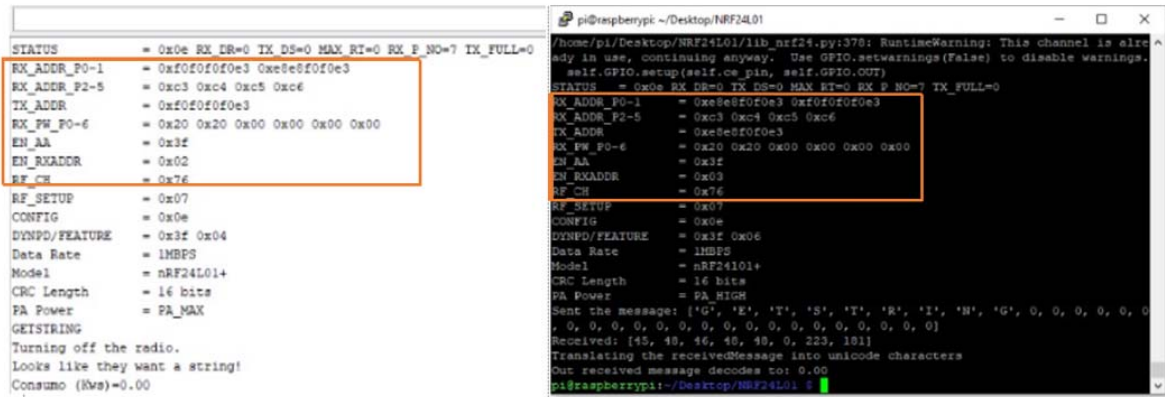 STATUS = 0x0e RX_DR=0 TX_DS=0 MAX_RT=0 RX_P_NO=7 TX_FULL=0
RX_ADDR_P0-1 = 0xf0f0f0f0e3 0xe8e8f0f0e3
RX_ADDR_P2-5 = 0xc3 0xc4 0xc5 0xc6
TX_ADDR = 0xf0f0f0f0e3
RX_PW_P0-6 = 0x20 0x20 0x00 0x00 0x00 0x00
EN_AA = 0x3f
EN_RXADDR = 0x02
RF_CH = 0x76
RF_SETUP = 0x07
CONFIG = 0x0e
DYNPD/FEATURE = 0x3f 0x04
Data Rate = 1MBPS
Model = nRF24L01+
CRC Length = 16 bits
PA Power = PA_MAX
GETSTRING
Turning off the radio.
Looks like they want a string!
Consumo (Kws)=0.00
pi@raspberrypi: ~/Desktop/NRF24L01
/home/pi/Desktop/NRF24L01/lib_nrf24.py:378: RuntimeWarning: This channel is alre
ady in use, continuing anyway. Use GPIO.setwarnings(False) to disable warnings.
self.GPIO.setup(self.ce_pin, self.GPIO.OUT)
STATUS = 0x0e RX_DR=0 TX_DS=0 MAX_RT=0 RX_P_NO=7 TX_FULL=0
RX_ADDR_P0-1 = 0xe8e8f0f0e3 0xf0f0f0f0e3
RX_ADDR_P2-5 = 0xc3 0xc4 0xc5 0xc6
TX_ADDR = 0xe8e8f0f0e3
RX_PW_P0-6 = 0x20 0x20 0x00 0x00 0x00 0x00
EN_AA = 0x3f
EN_RXADDR = 0x03
RF_CH = 0x76
RF_SETUP = 0x07
CONFIG = 0x0e
DYNPD/FEATURE = 0x3f 0x06
Data Rate = 1MBPS
Model = nRF24l01+
CRC Length = 16 bits
PA Power = PA_HIGH
Sent the message: ['G', 'E', 'T', 'S', 'T', 'R', 'I', 'N', 'G', 0, 0, 0, 0, 0, 0
, 0, 0, 0, 0, 0, 0, 0, 0, 0, 0, 0, 0, 0, 0, 0, 0, 0]
Received: [45, 48, 46, 48, 48, 0, 223, 181]
Translating the receivedMessage into unicode characters
Out received message decodes to: 0.00
pi@raspberrypi:~/Desktop/NRF24L01 $